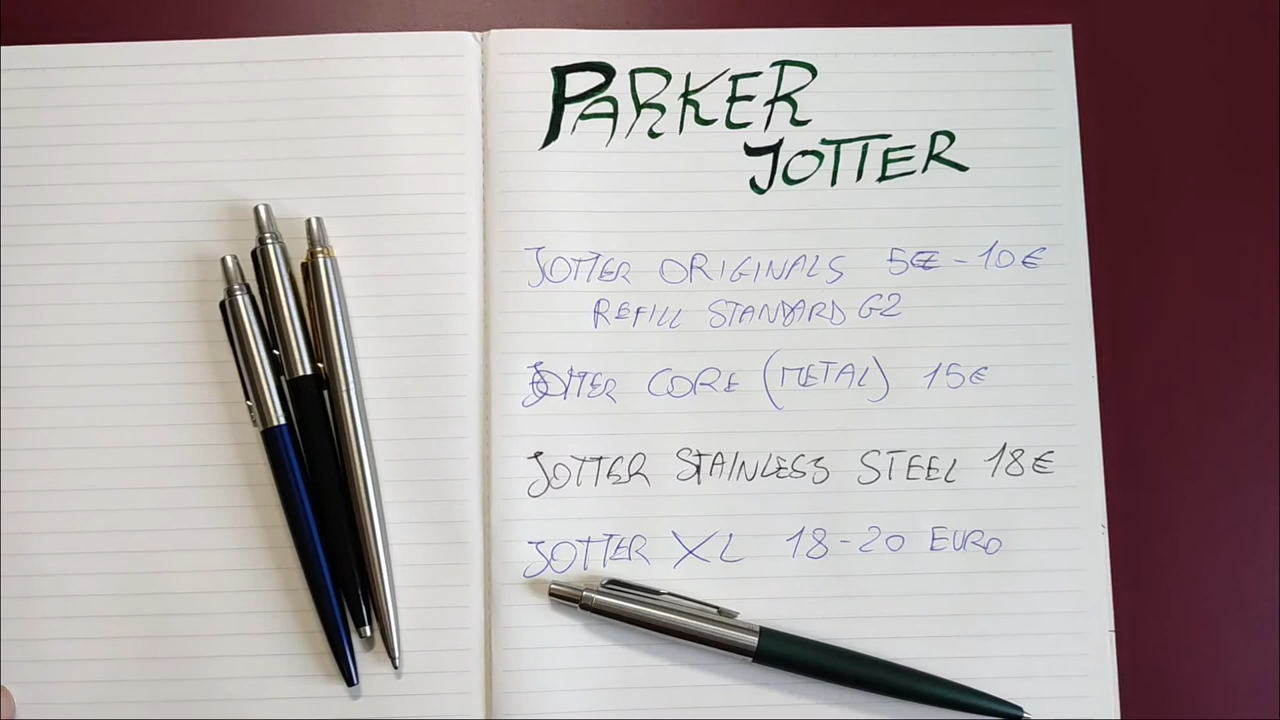 PARKER
JOTTER
JOTTER ORIGINALS 5€ - 10€
REFILL STANDARD G2
JOTTER CORE (METAL) 15€
JOTTER STAINLESS STEEL 18€
JOTTER XL 18-20 EURO